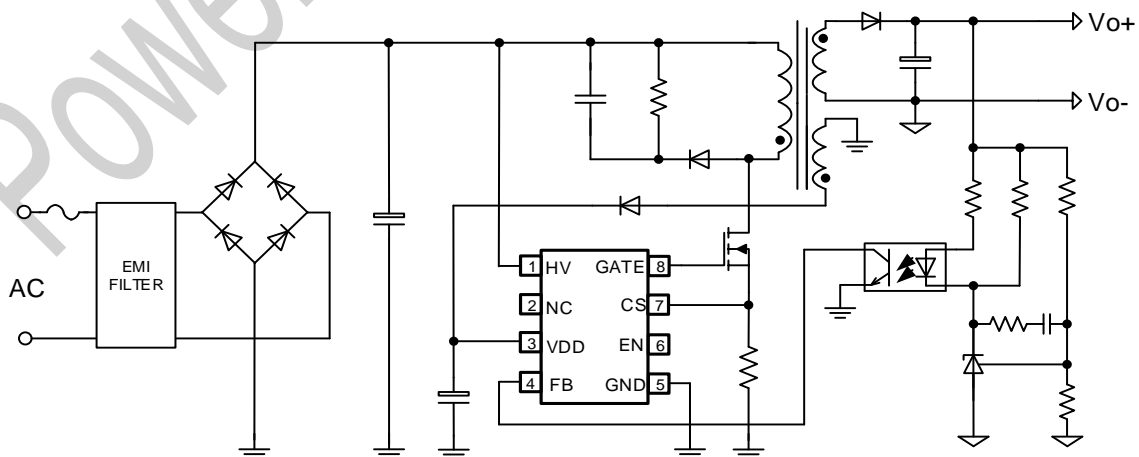 Power
Vo+
Vo-
AC
EMI
FILTER
1 HV GATE 8
2 NC CS 7
3 VDD EN 6
4 FB GND 5